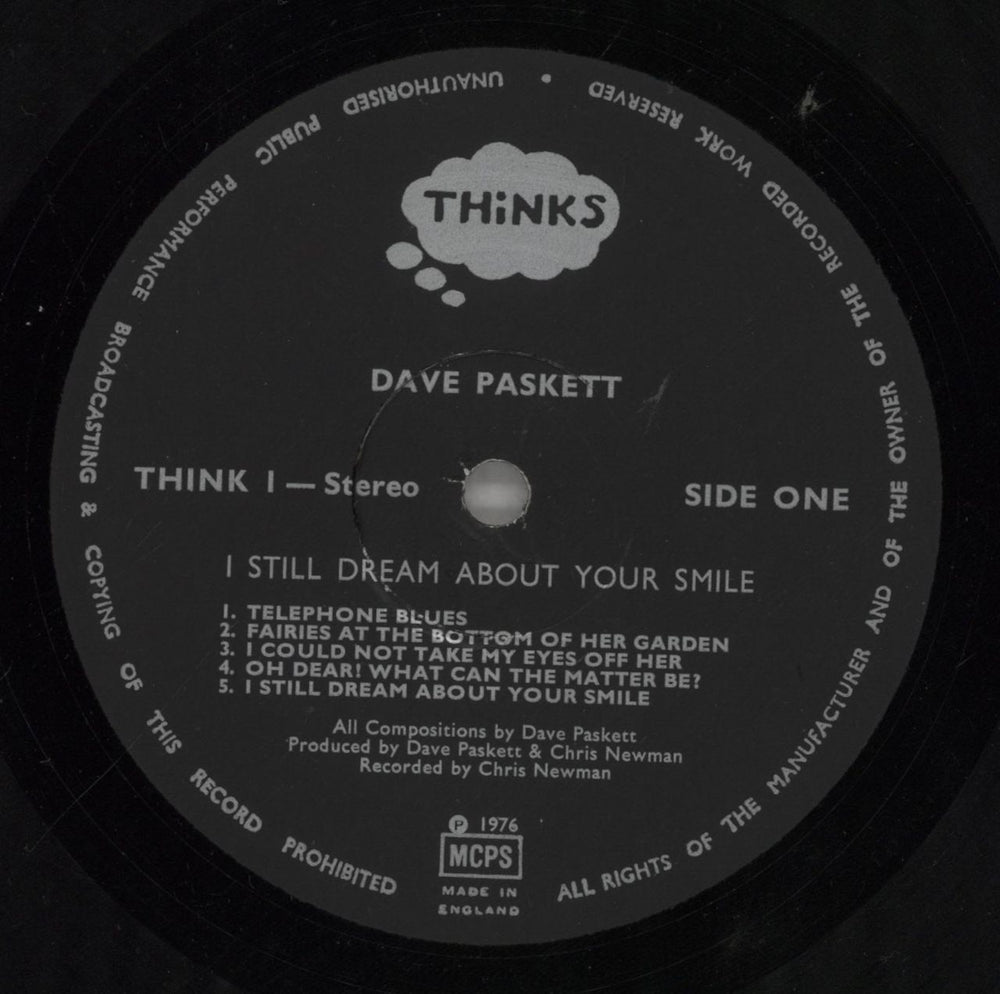 THiNKS
DAVE PASKETT
THINK 1 — Stereo
SIDE ONE
I STILL DREAM ABOUT YOUR SMILE
1. TELEPHONE BLUES
2. FAIRIES AT THE BOTTOM OF HER GARDEN
3. I COULD NOT TAKE MY EYES OFF HER
4. OH DEAR! WHAT CAN THE MATTER BE?
5. I STILL DREAM ABOUT YOUR SMILE
All Compositions by Dave Paskett
Produced by Dave Paskett & Chris Newman
Recorded by Chris Newman
℗ 1976
MCPS
MADE IN
ENGLAND
ALL RIGHTS OF THE MANUFACTURER AND OF THE OWNER OF THE RECORDED WORK RESERVED • UNAUTHORISED PUBLIC PERFORMANCE BROADCASTING & COPYING OF THIS RECORD PROHIBITED